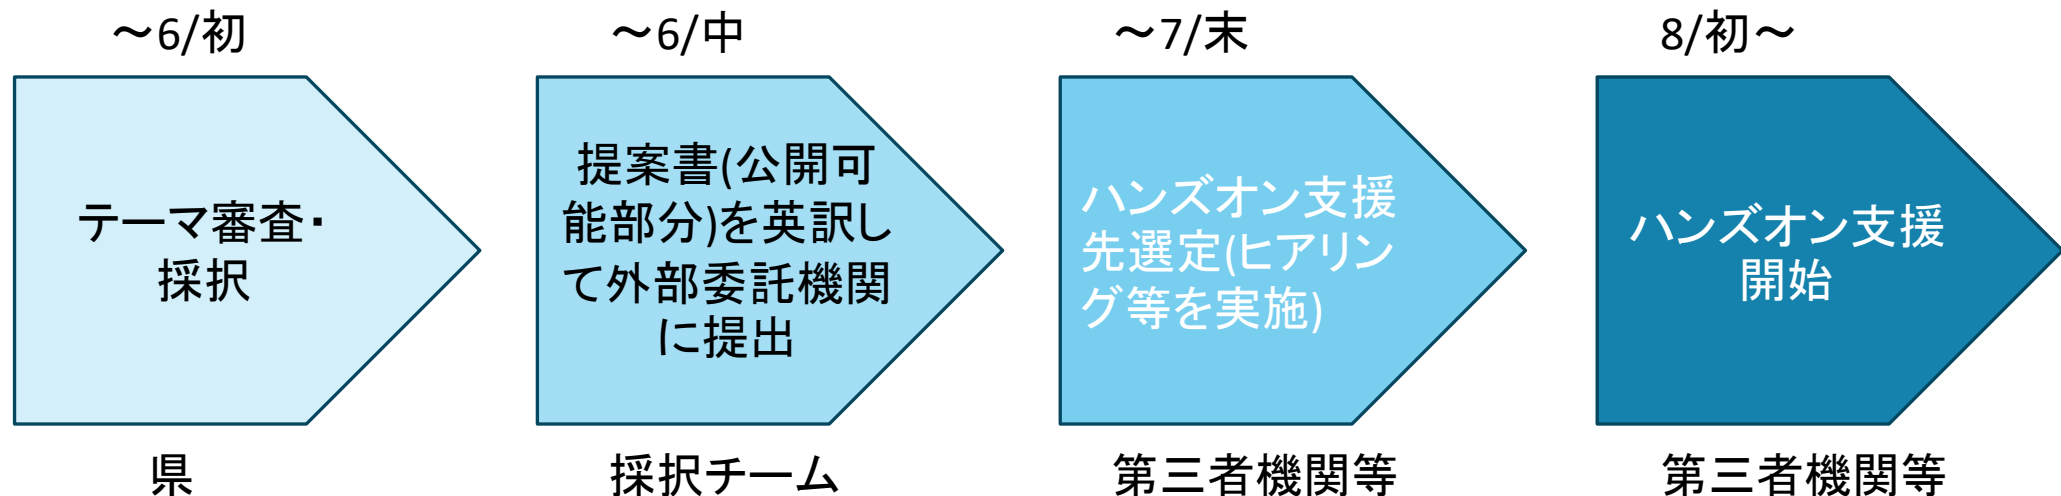 ～6/初
テーマ審査・
採択
県
～6/中
提案書(公開可
能部分)を英訳し
て外部委託機関
に提出
採択チーム
～7/末
ハンズオン支援
先選定(ヒアリン
グ等を実施)
第三者機関等
8/初～
ハンズオン支援
開始
第三者機関等